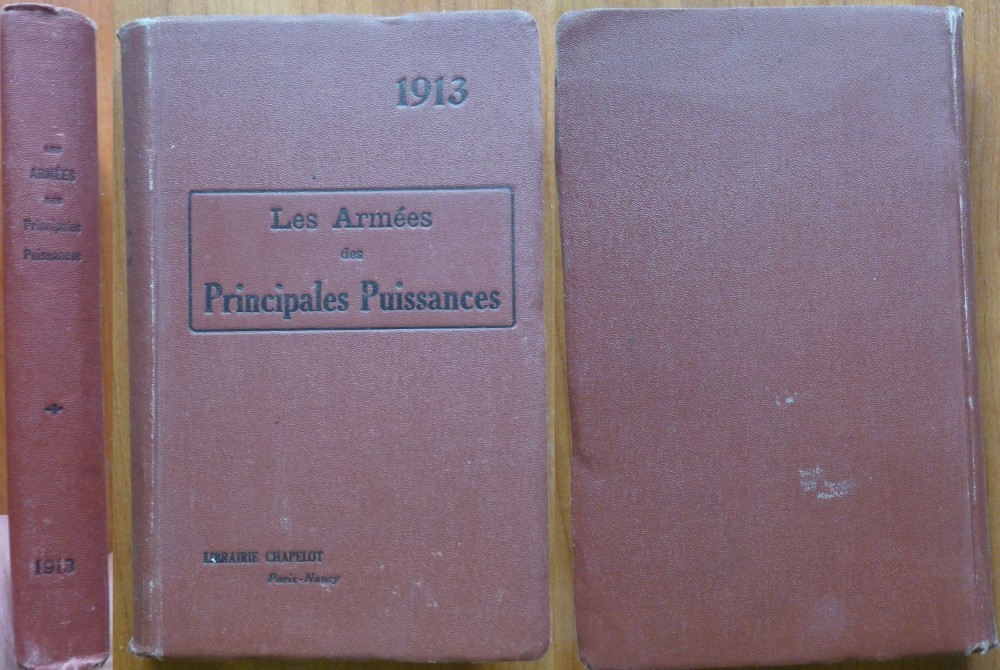 LES
ARMÉES
DES
Principales
Puissances
1913
1913
Les Armées
des
Principales Puissances
LIBRAIRIE CHAPELOT
Paris-Nancy